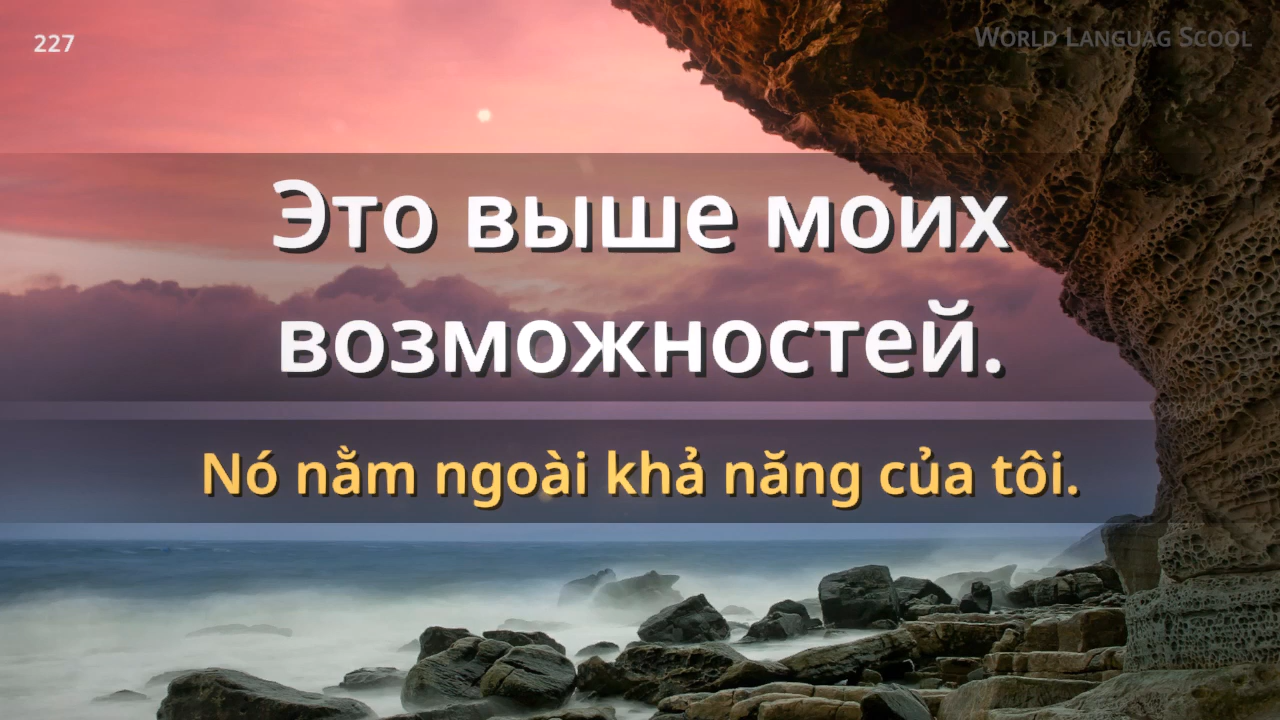 227
World Languag Scool
Это выше моих
возможностей.
Nó nằm ngoài khả năng của tôi.